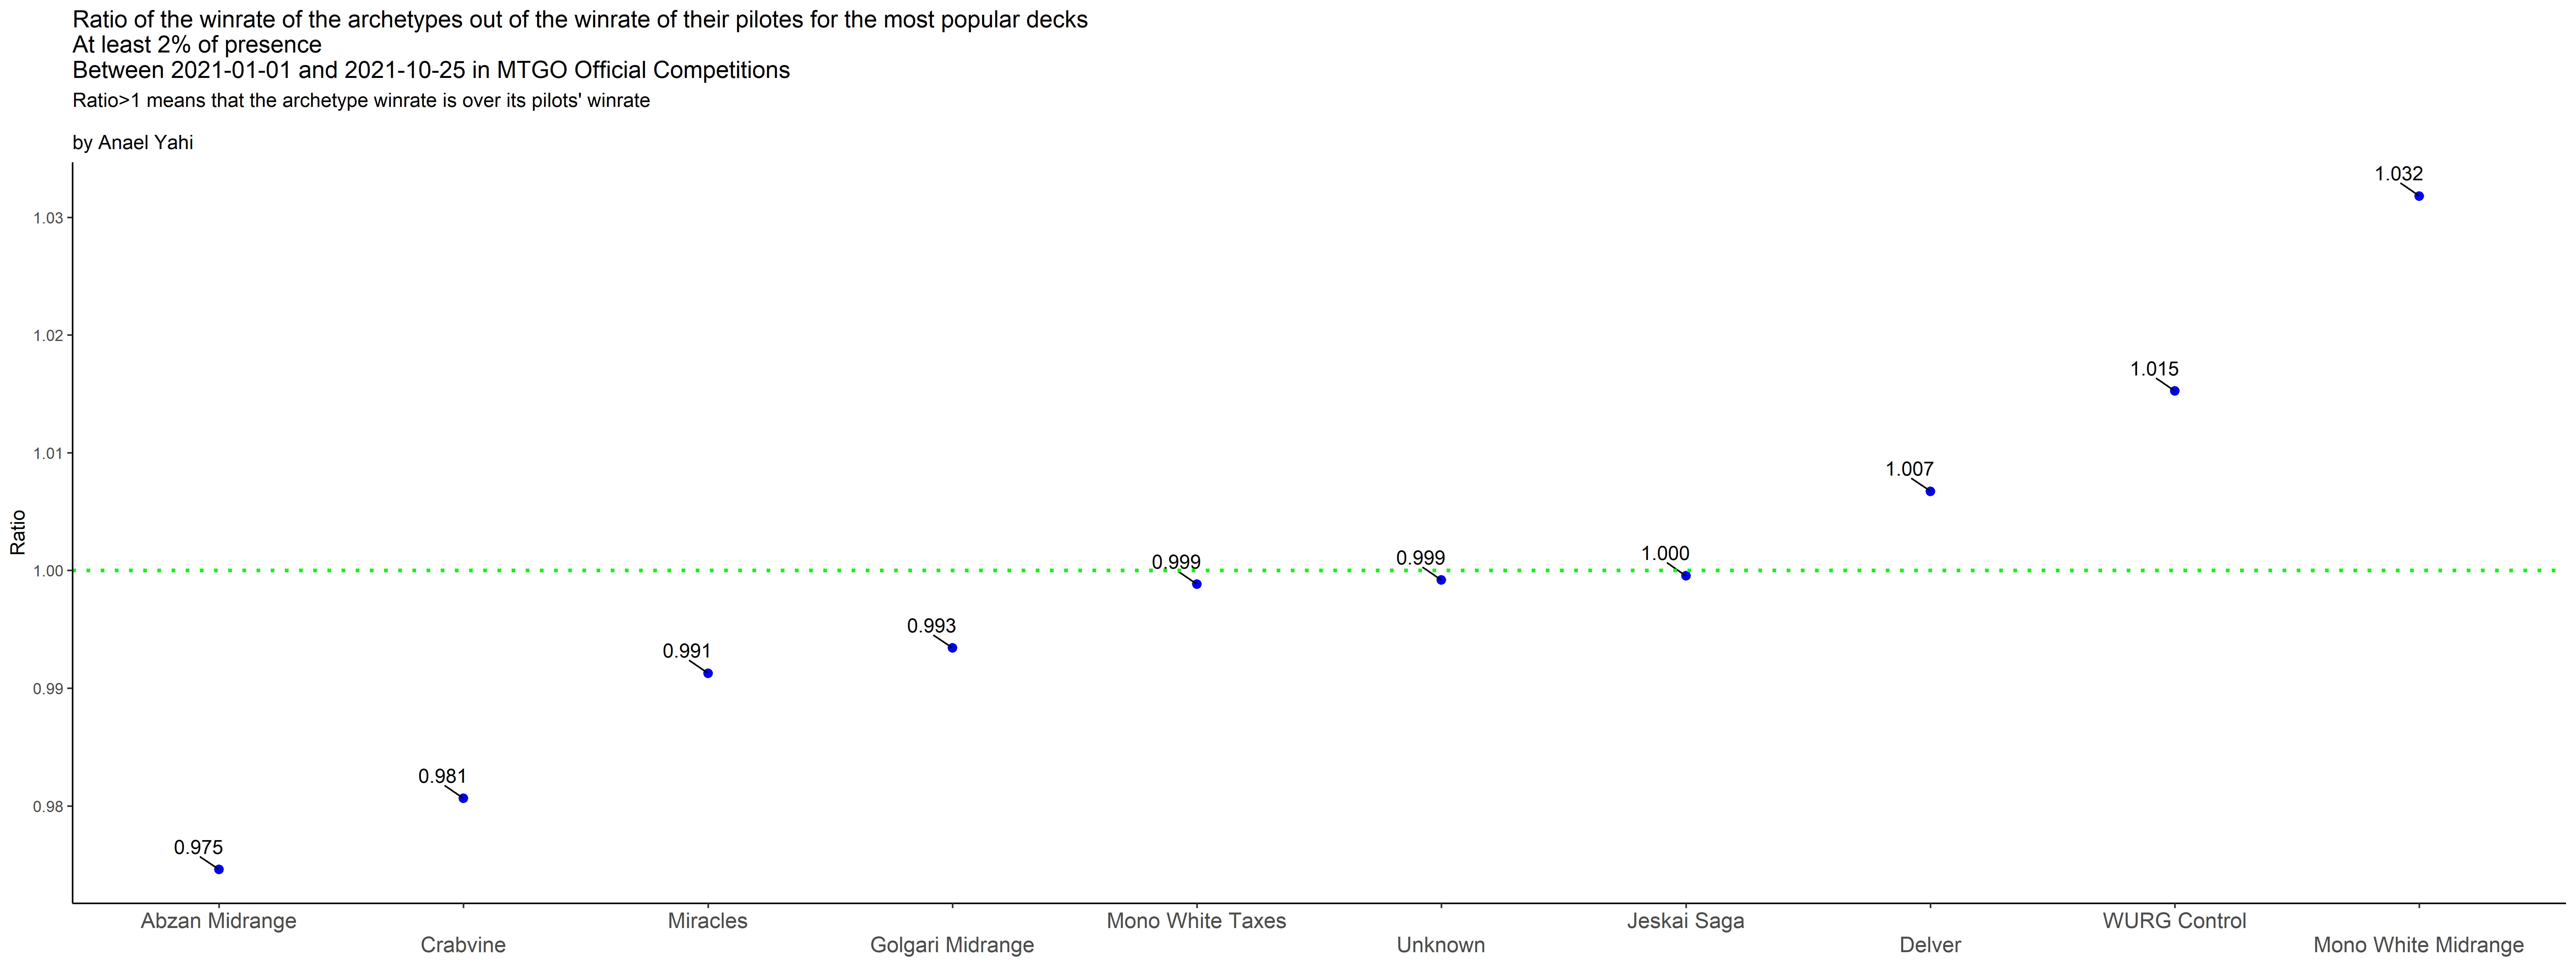 Ratio of the winrate of the archetypes out of the winrate of their pilotes for the most popular decks
At least 2% of presence
Between 2021-01-01 and 2021-10-25 in MTGO Official Competitions
Ratio>1 means that the archetype winrate is over its pilots' winrate
by Anael Yahi
Ratio
1.03
1.02
1.01
1.00
0.99
0.98
0.975
0.981
0.991
0.993
0.999
0.999
1.000
1.007
1.015
1.032
Abzan Midrange
Crabvine
Miracles
Golgari Midrange
Mono White Taxes
Unknown
Jeskai Saga
Delver
WURG Control
Mono White Midrange